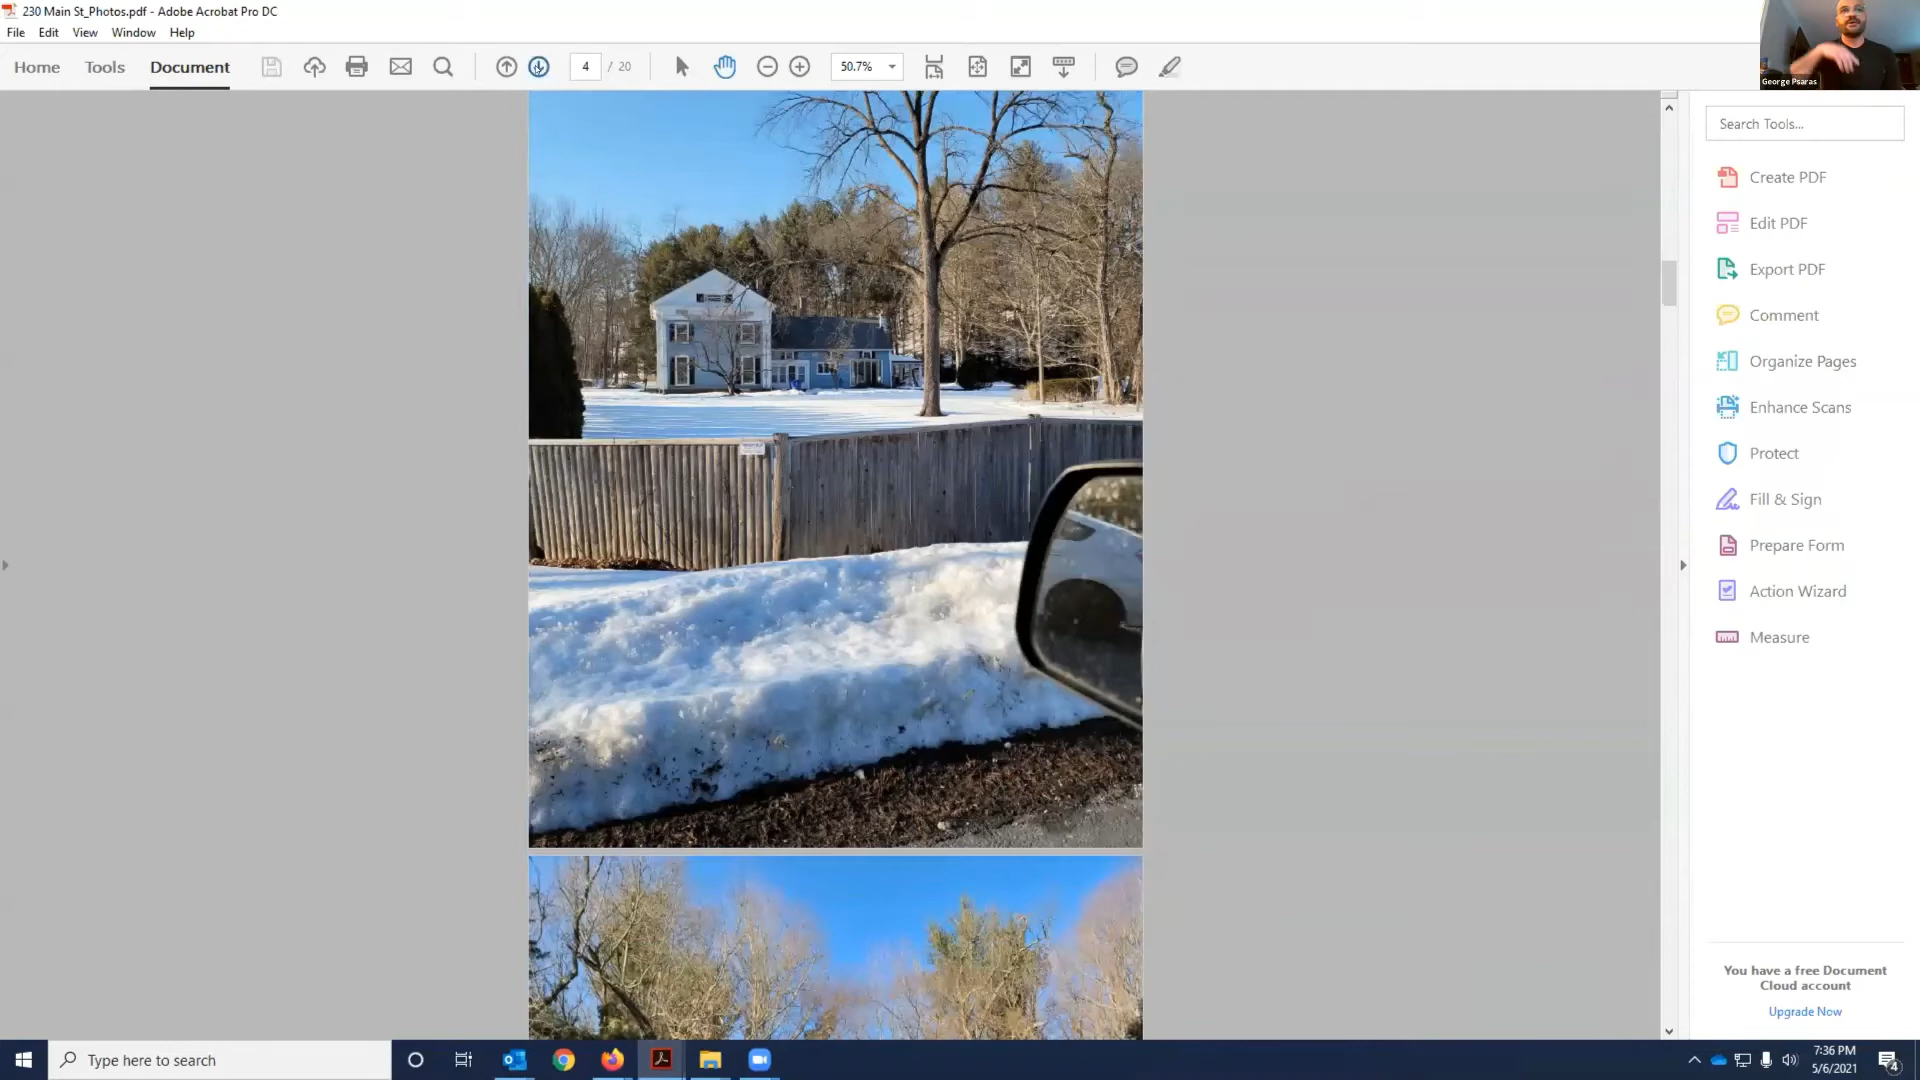 230 Main St_Photos.pdf - Adobe Acrobat Pro DC
File Edit View Window Help
Home Tools Document 4 / 20 50.7%
George Psaras
Search Tools...
Create PDF
Edit PDF
Export PDF
Comment
Organize Pages
Enhance Scans
Protect
Fill & Sign
Prepare Form
Action Wizard
Measure
You have a free Document
Cloud account
Upgrade Now
Type here to search
7:36 PM
5/6/2021
4